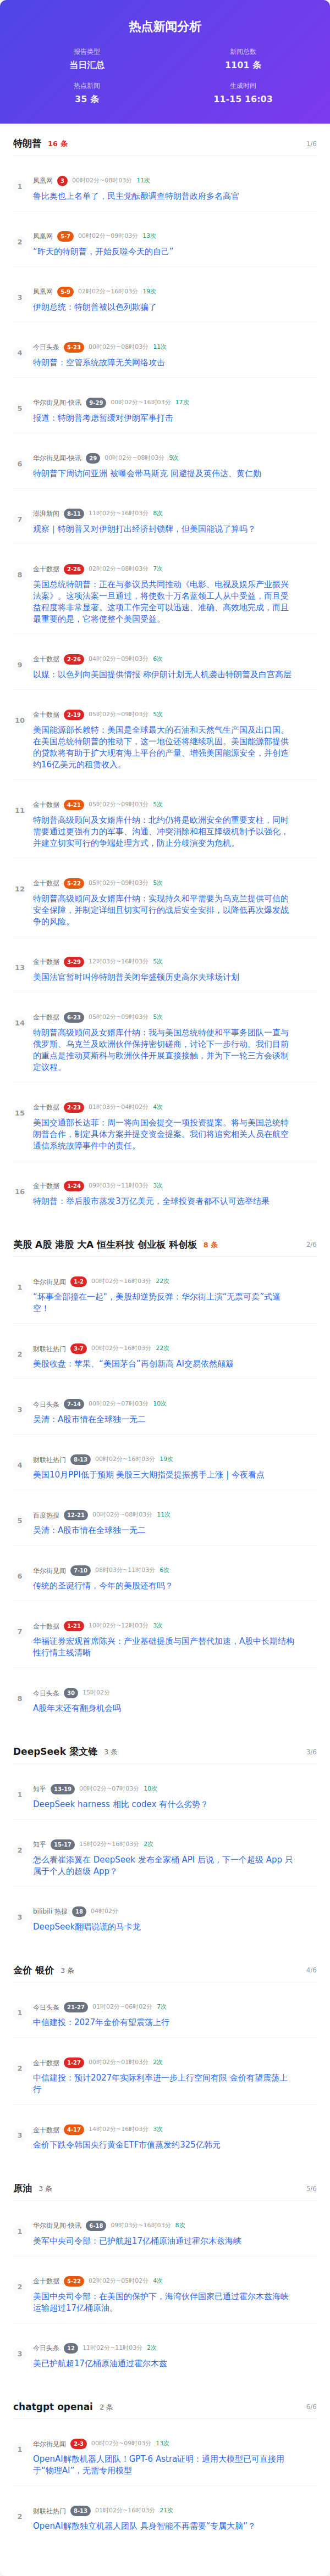 热点新闻分析
报告类型
当日汇总
新闻总数
1101 条
热点新闻
35 条
生成时间
11-15 16:03
特朗普 16 条 1/6
1 凤凰网 3 00时02分~08时03分 11次
鲁比奥也上名单了，民主党酝酿调查特朗普政府多名高官
2 凤凰网 5-7 00时02分~09时03分 13次
“昨天的特朗普，开始反噬今天的自己”
3 凤凰网 5-9 02时02分~16时03分 19次
伊朗总统：特朗普被以色列欺骗了
4 今日头条 5-23 00时02分~08时03分 11次
特朗普：空管系统故障无关网络攻击
5 华尔街见闻-快讯 9-29 00时02分~16时03分 17次
报道：特朗普考虑暂缓对伊朗军事打击
6 华尔街见闻-快讯 29 00时02分~08时03分 9次
特朗普下周访问亚洲 被曝会带马斯克 回避提及英伟达、黄仁勋
7 澎湃新闻 8-11 11时02分~16时03分 8次
观察｜特朗普又对伊朗打出经济封锁牌，但美国能说了算吗？
8 金十数据 2-26 02时02分~08时03分 7次
美国总统特朗普：正在与参议员共同推动《电影、电视及娱乐产业振兴
法案》。这项法案一旦通过，将使数十万名蓝领工人从中受益，而且受
益程度将非常显著。这项工作完全可以迅速、准确、高效地完成，而且
最重要的是，它将使整个美国受益。
9 金十数据 2-26 04时02分~09时03分 6次
以媒：以色列向美国提供情报 称伊朗计划无人机袭击特朗普及白宫高层
10 金十数据 2-19 05时02分~09时03分 5次
美国能源部长赖特：美国是全球最大的石油和天然气生产国及出口国。
在美国总统特朗普的推动下，这一地位还将继续巩固。美国能源部提供
的贷款将有助于扩大现有海上平台的产量、增强美国能源安全，并创造
约16亿美元的租赁收入。
11 金十数据 4-21 05时02分~09时03分 5次
特朗普高级顾问及女婿库什纳：北约仍将是欧洲安全的重要支柱，同时
需要通过更强有力的军事、沟通、冲突消除和相互降级机制予以强化，
并建立切实可行的争端处理方式，防止分歧演变为危机。
12 金十数据 5-22 05时02分~09时03分 5次
特朗普高级顾问及女婿库什纳：实现持久和平需要为乌克兰提供可信的
安全保障，并制定详细且切实可行的战后安全安排，以降低再次爆发战
争的风险。
13 金十数据 3-29 12时03分~16时03分 5次
美国法官暂时叫停特朗普关闭华盛顿历史高尔夫球场计划
14 金十数据 6-23 05时02分~09时03分 5次
特朗普高级顾问及女婿库什纳：我与美国总统特使和平事务团队一直与
俄罗斯、乌克兰及欧洲伙伴保持密切磋商，讨论下一步行动。我们目前
的重点是推动莫斯科与欧洲伙伴开展直接接触，并为下一轮三方会谈制
定议程。
15 金十数据 2-23 01时03分~04时02分 4次
美国交通部长达菲：周一将向国会提交一项投资提案。将与美国总统特
朗普合作，制定具体方案并提交资金提案。我们将追究相关人员在航空
通信系统故障事件中的责任。
16 金十数据 1-24 09时03分~11时03分 3次
特朗普：举后股市蒸发3万亿美元，全球投资者都不认可选举结果
美股 A股 港股 大A 恒生科技 创业板 科创板 8 条 2/6
1 华尔街见闻 1-2 00时02分~16时03分 22次
“坏事全部撞在一起”，美股却逆势反弹：华尔街上演“无票可卖”式逼
空！
2 财联社热门 3-7 00时02分~16时03分 22次
美股收盘：苹果、“美国茅台”再创新高 AI交易依然颠簸
3 今日头条 7-14 00时02分~07时03分 10次
吴清：A股市情在全球独一无二
4 财联社热门 8-13 00时02分~16时03分 19次
美国10月PPI低于预期 美股三大期指受提振携手上涨 | 今夜看点
5 百度热搜 12-21 00时02分~08时03分 11次
吴清：A股市情在全球独一无二
6 华尔街见闻 7-10 08时03分~11时03分 6次
传统的圣诞行情，今年的美股还有吗？
7 金十数据 1-21 10时02分~12时03分 3次
华福证券宏观首席陈兴：产业基础提质与国产替代加速，A股中长期结构
性行情主线清晰
8 今日头条 30 15时02分
A股年末还有翻身机会吗
DeepSeek 梁文锋 3 条 3/6
1 知乎 13-19 00时02分~07时03分 10次
DeepSeek harness 相比 codex 有什么劣势？
2 知乎 13-17 15时02分~16时03分 2次
怎么看崔添翼在 DeepSeek 发布全家桶 API 后说，下一个超级 App 只
属于个人的超级 App？
3 bilibili 热搜 18 04时02分
DeepSeek翻唱说谎的马卡龙
金价 银价 3 条 4/6
1 今日头条 21-27 01时02分~06时02分 7次
中信建投：2027年金价有望震荡上行
2 金十数据 1-27 00时02分~01时03分 2次
中信建投：预计2027年实际利率进一步上行空间有限 金价有望震荡上
行
3 金十数据 4-17 14时02分~16时03分 3次
金价下跌令韩国央行黄金ETF市值蒸发约325亿韩元
原油 3 条 5/6
1 华尔街见闻-快讯 6-18 09时03分~16时03分 8次
美军中央司令部：已护航超17亿桶原油通过霍尔木兹海峡
2 金十数据 5-22 02时02分~05时02分 4次
美国中央司令部：在美国的保护下，海湾伙伴国家已通过霍尔木兹海峡
运输超过17亿桶原油。
3 今日头条 12 11时02分~11时03分 2次
美已护航超17亿桶原油通过霍尔木兹
chatgpt openai 2 条 6/6
1 华尔街见闻 2-3 00时02分~09时03分 13次
OpenAI解散机器人团队！GPT-6 Astra证明：通用大模型已可直接用
于“物理AI”，无需专用模型
2 财联社热门 8-13 01时02分~16时03分 21次
OpenAI解散独立机器人团队 具身智能不再需要“专属大脑”？